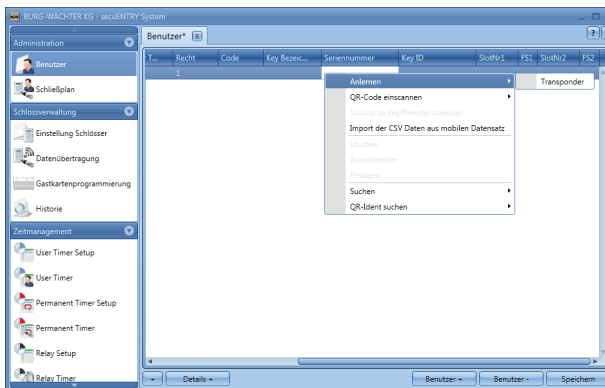 BURG-WÄCHTER KG - secuENTRY System
Administration
Benutzer
Schließplan
Schlossverwaltung
Einstellung Schlösser
Datenübertragung
Gastkartenprogrammierung
Historie
Zeitmanagement
User Timer Setup
User Timer
Permanent Timer Setup
Permanent Timer
Relay Setup
Relay Timer
Benutzer*
?
T... Recht Code Key Bezeic... Seriennummer Key ID SlotNr1 FS1 SlotNr2 FS2
1
Anlernen
Transponder
QR-Code einscannen
Schloss zu Key/Remote zuweisen
Import der CSV Daten aus mobilen Datensatz
Löschen
Ausschneiden
Einfügen
Suchen
QR-Ident suchen
Details +
Benutzer +
Benutzer -
Speichern